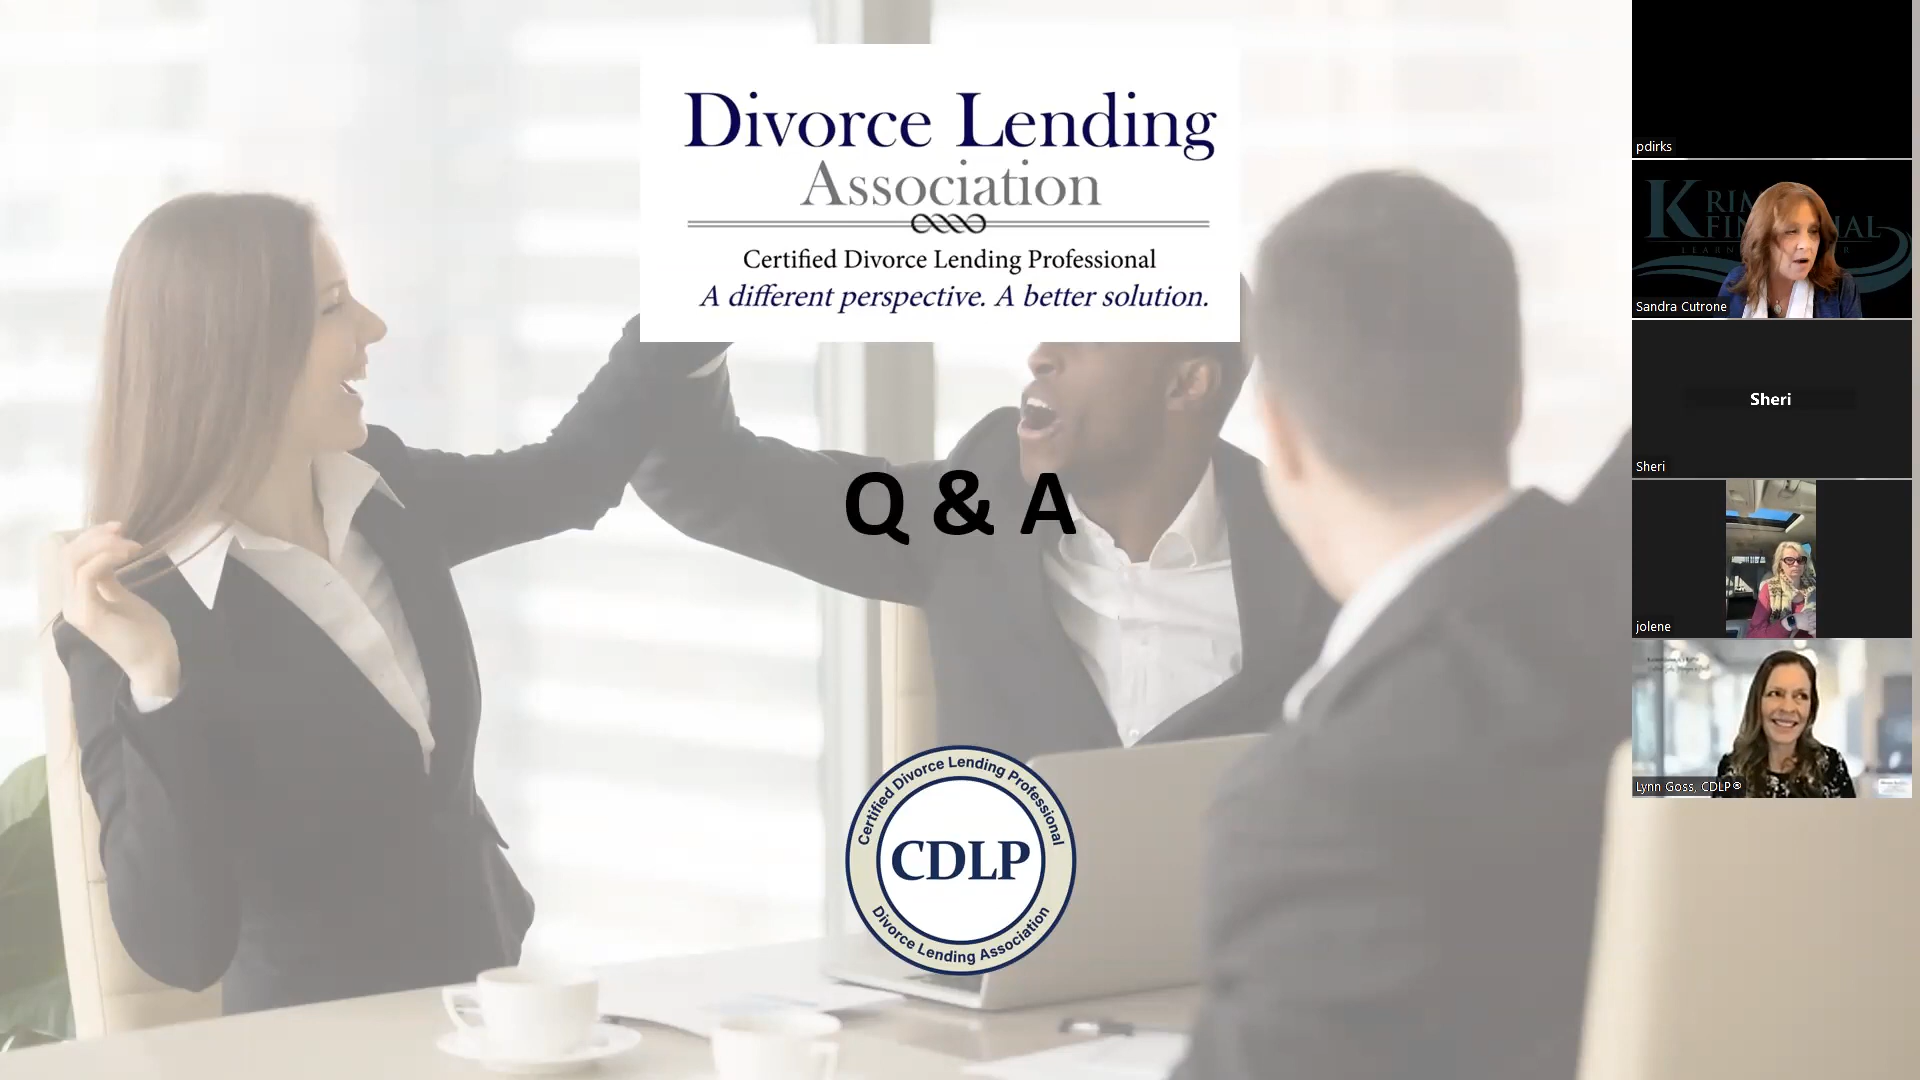 Divorce Lending
Association
Certified Divorce Lending Professional
A different perspective. A better solution.
Q & A
Certified Divorce Lending Professional
CDLP
Divorce Lending Association
pdirks
K
Sandra Cutrone
Sheri
Sheri
jolene
Lynn Goss, CDLP®